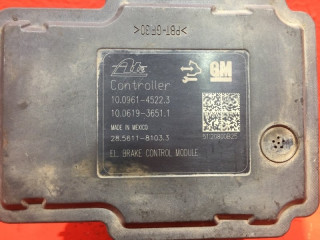 >PBT-GF30<
Ate
GM
Controller
10.0961-4522.3
10.0619-3651.1
MADE IN MEXICO
28.5611-8103.3
EL. BRAKE CONTROL MODULE